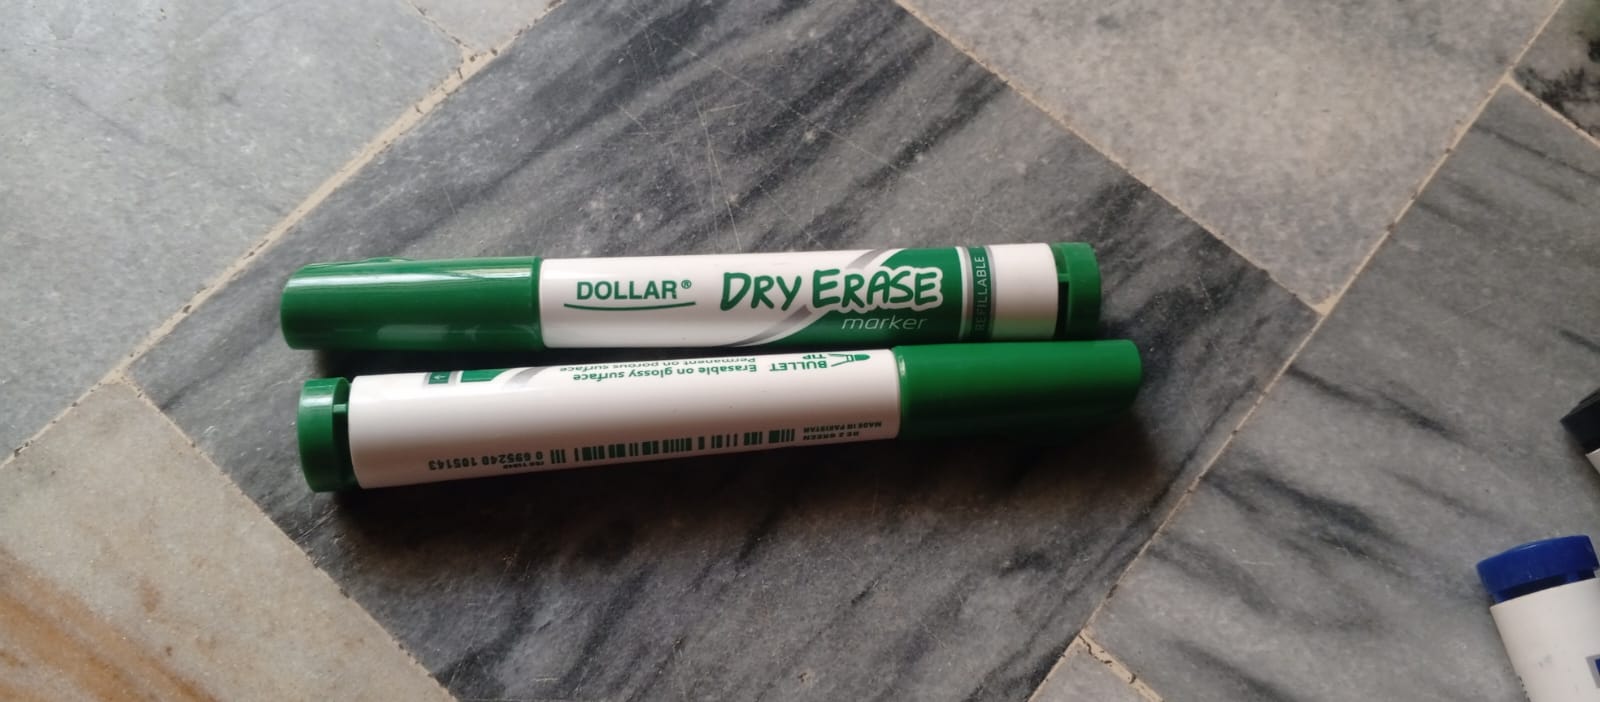 DOLLAR®
DRY ERASE
marker
REFILLABLE
BULLET
TIP
Erasable on glossy surface
Permanent on porous surface
MADE IN PAKISTAN
0 695240 105143